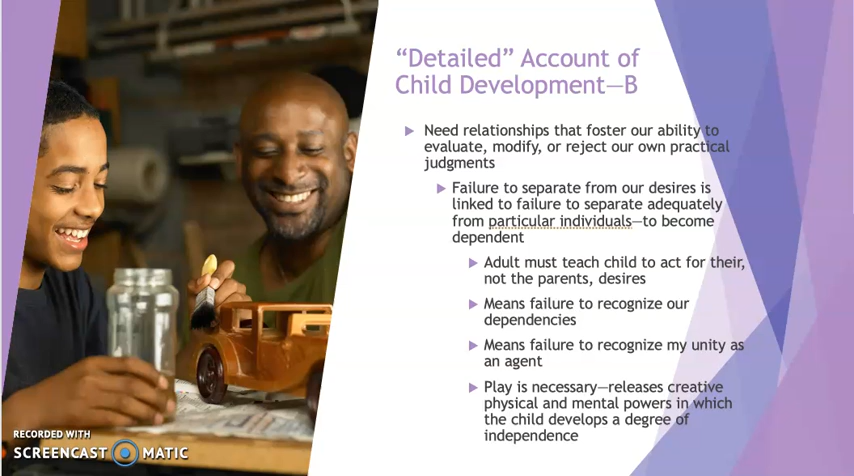 “Detailed” Account of
Child Development—B
Need relationships that foster our ability to
evaluate, modify, or reject our own practical
judgments
Failure to separate from our desires is
linked to failure to separate adequately
from particular individuals—to become
dependent
Adult must teach child to act for their,
not the parents, desires
Means failure to recognize our
dependencies
Means failure to recognize my unity as
an agent
Play is necessary—releases creative
physical and mental powers in which
the child develops a degree of
independence
RECORDED WITH
SCREENCAST MATIC